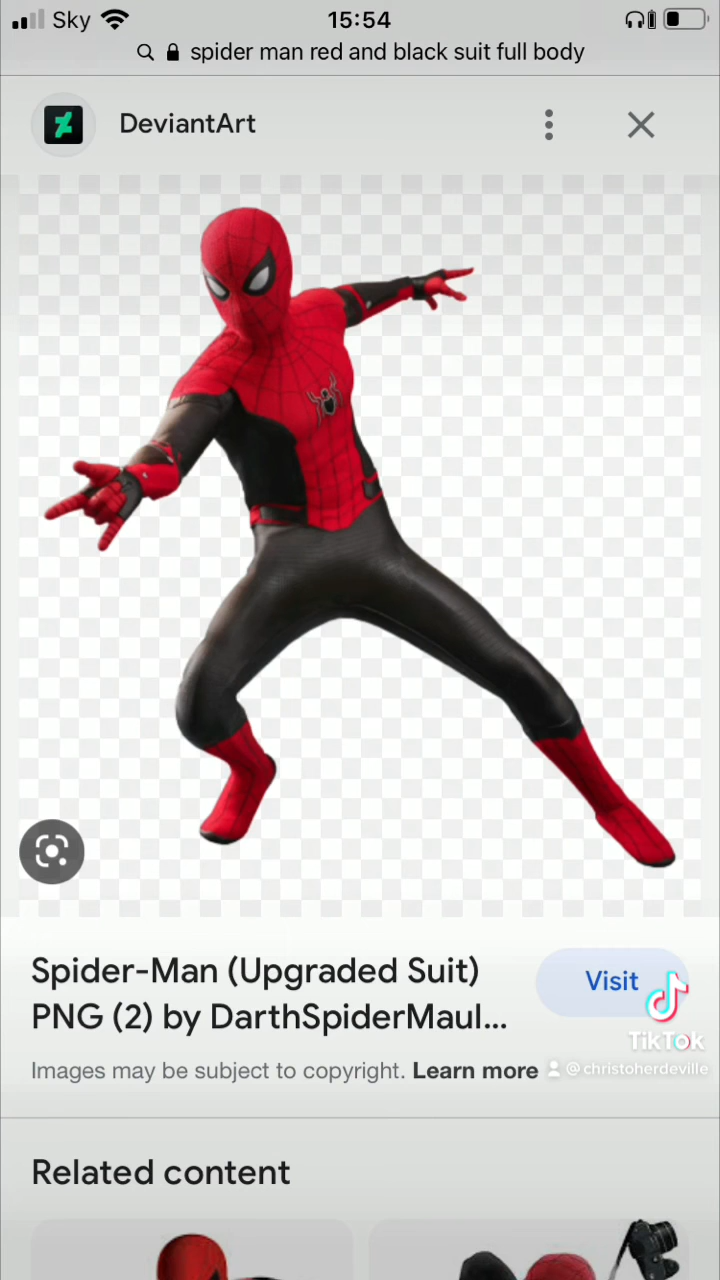 Sky 15:54
spider man red and black suit full body
DeviantArt
Spider-Man (Upgraded Suit)
PNG (2) by DarthSpiderMaul...
Visit
TikTok
Images may be subject to copyright. Learn more
@christoherdeville
Related content